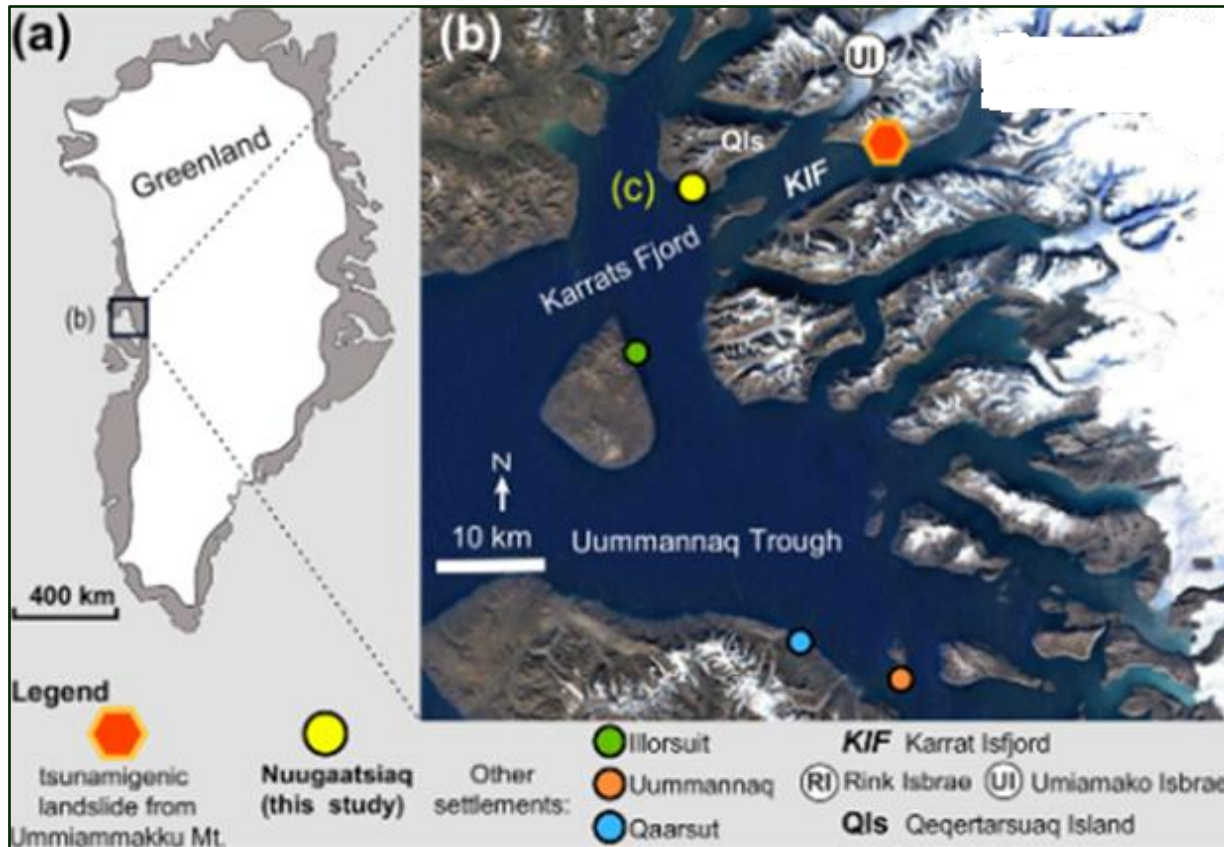 (a)
Greenland
(b)
400 km
(b)
UI
QIs
(c)
KIF
Karrats Fjord
N
10 km
Uummannaq Trough
Legend
tsunamigenic
landslide from
Ummiammakku Mt.
Nuugaatsiaq
(this study)
Other
settlements:
Illorsuit
Uummannaq
Qaarsut
KIF Karrat Isfjord
RI Rink Isbrae UI Umiamako Isbrae
QIs Qeqertarsuaq Island